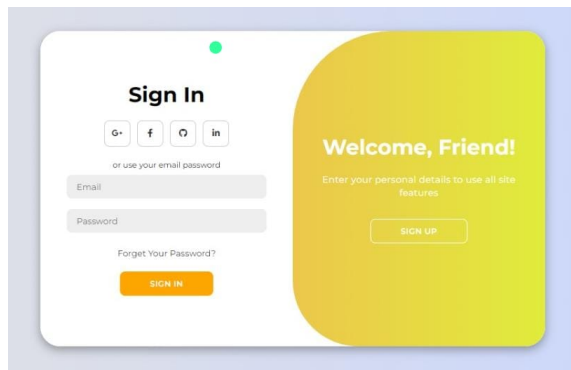 Sign In
G+ f in
or use your email password
Email
Password
Forget Your Password?
SIGN IN
Welcome, Friend!
Enter your personal details to use all site
features
SIGN UP